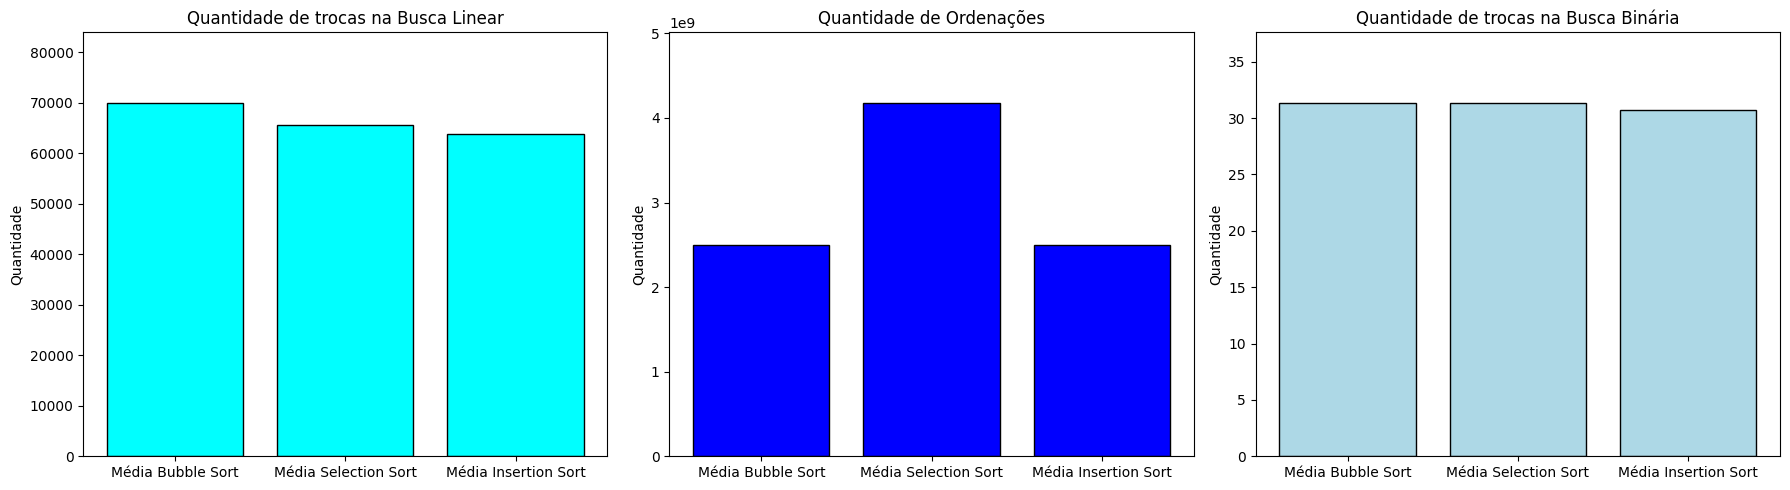 Quantidade de trocas na Busca Linear
Quantidade
80000
70000
60000
50000
40000
30000
20000
10000
0
Média Bubble Sort Média Selection Sort Média Insertion Sort
Quantidade de Ordenações
1e9
Quantidade
5
4
3
2
1
0
Média Bubble Sort Média Selection Sort Média Insertion Sort
Quantidade de trocas na Busca Binária
Quantidade
35
30
25
20
15
10
5
0
Média Bubble Sort Média Selection Sort Média Insertion Sort